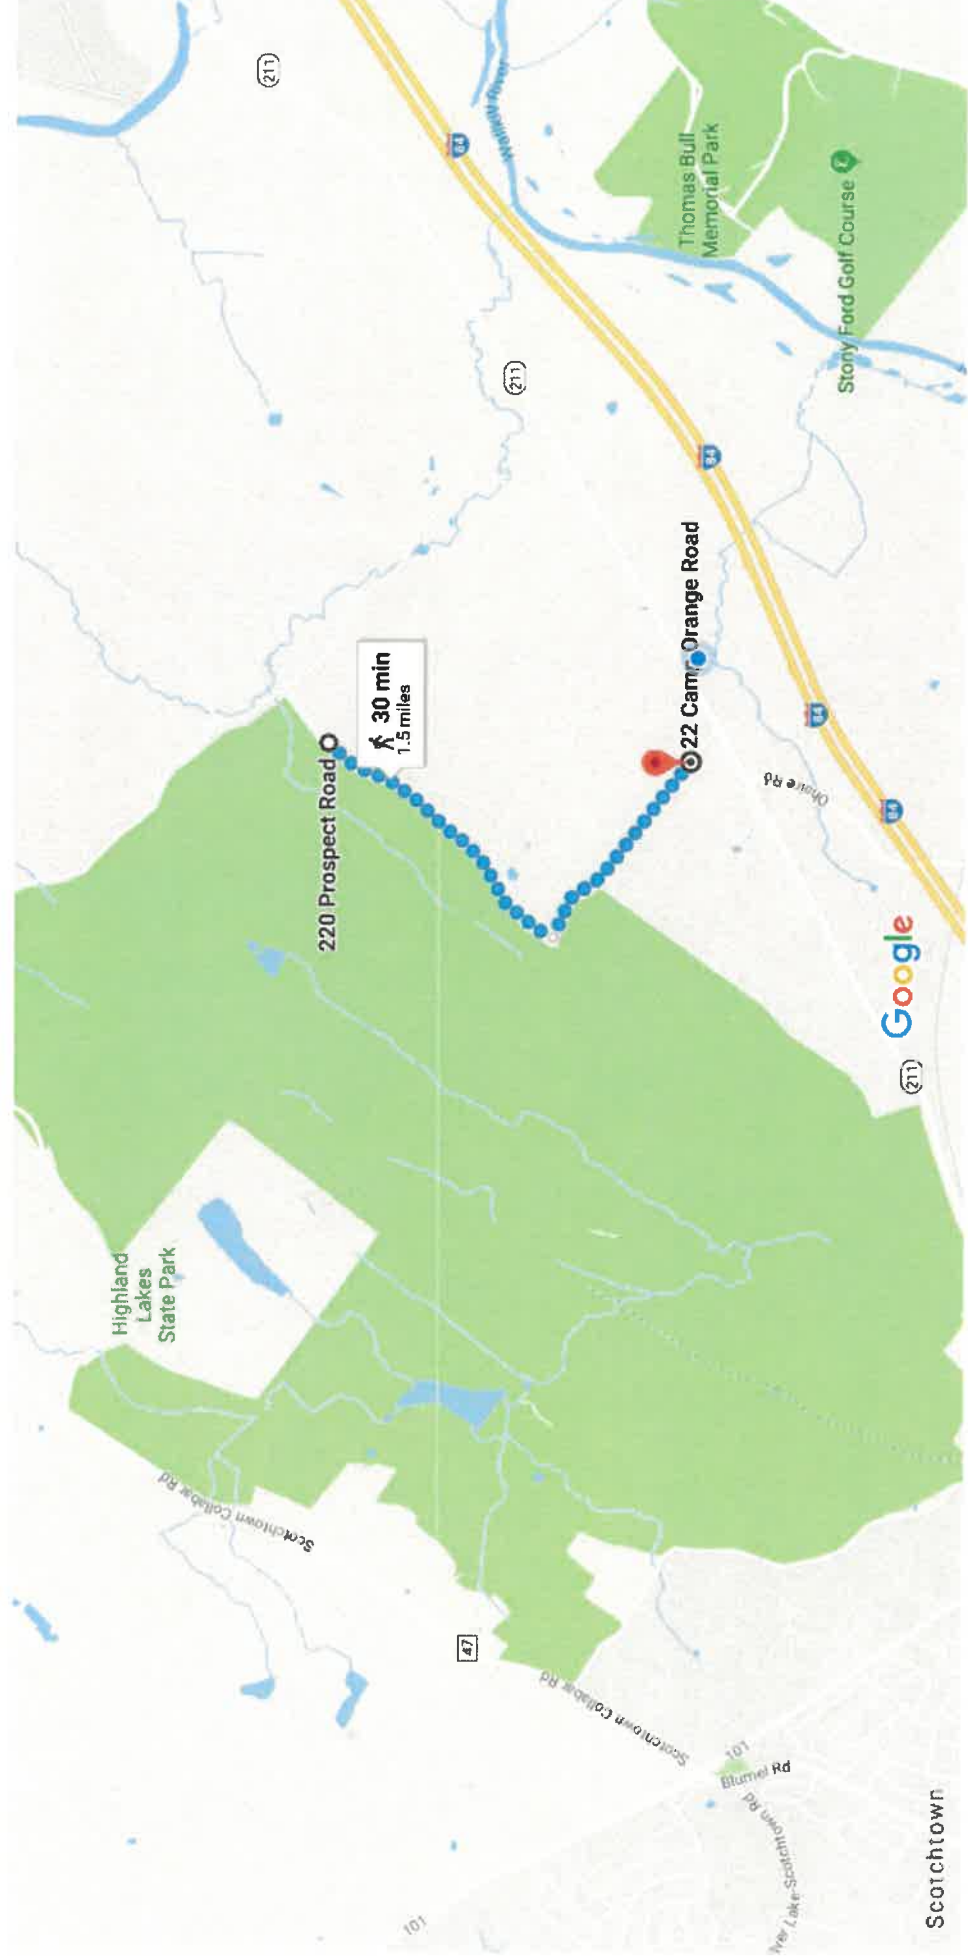 Highland
Lakes
State Park
211
Scotchtown Collabar Rd
220 Prospect Road
30 min
1.5 miles
84
Wallkill River
47
211
Scotchtown Collabar Rd
22 Camp Orange Road
84
Thomas Bull
Memorial Park
101
Blumel Rd
Rd
84
Stony Ford Golf Course
101
211
Google
84
Scotchtown